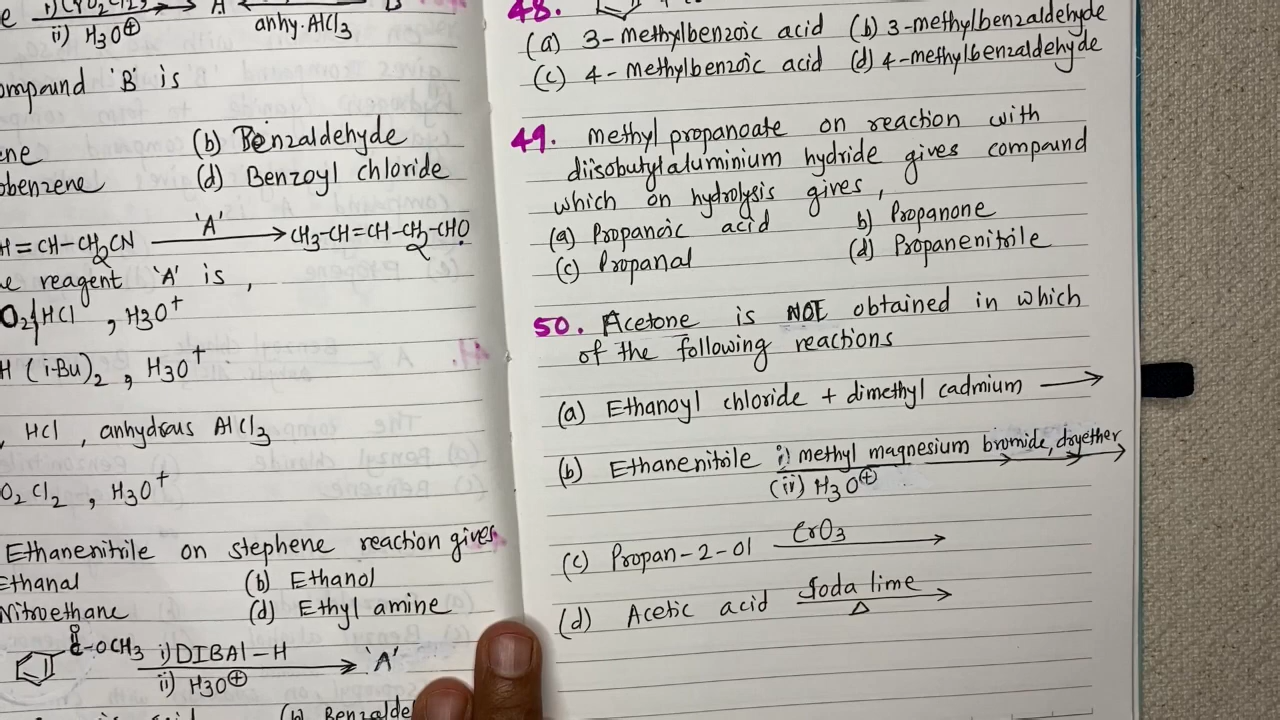 ii) H3O⊕ anhy.AlCl3 B
ompound 'B' is
ene (b) Benzaldehyde
obenzene (d) Benzoyl chloride
H=CH-CH2CN 'A' → CH3-CH=CH-CH2-CHO
e reagent 'A' is ,
O2/HCl , H3O+
H (i-Bu)2 , H3O+
, HCl , anhydrous AlCl3
O2Cl2 , H3O+
Ethanenitrile on stephene reaction gives
Ethanal (b) Ethanol
Nitroethane (d) Ethyl amine
C-OCH3 i) DIBAl-H → 'A'
ii) H3O⊕
48.
(a) 3-methylbenzoic acid (b) 3-methylbenzaldehyde
(c) 4-methylbenzoic acid (d) 4-methylbenzaldehyde
49. methyl propanoate on reaction with
diisobutylaluminium hydride gives compound
which on hydrolysis gives ,
(a) Propanoic acid b) Propanone
(c) Propanal (d) Propanenitrile
50. Acetone is NOT obtained in which
of the following reactions
(a) Ethanoyl chloride + dimethyl cadmium →
(b) Ethanenitrile i) methyl magnesium bromide, dryether →
(ii) H3O⊕
(c) Propan-2-ol CrO3 →
(d) Acetic acid Soda lime →
Δ